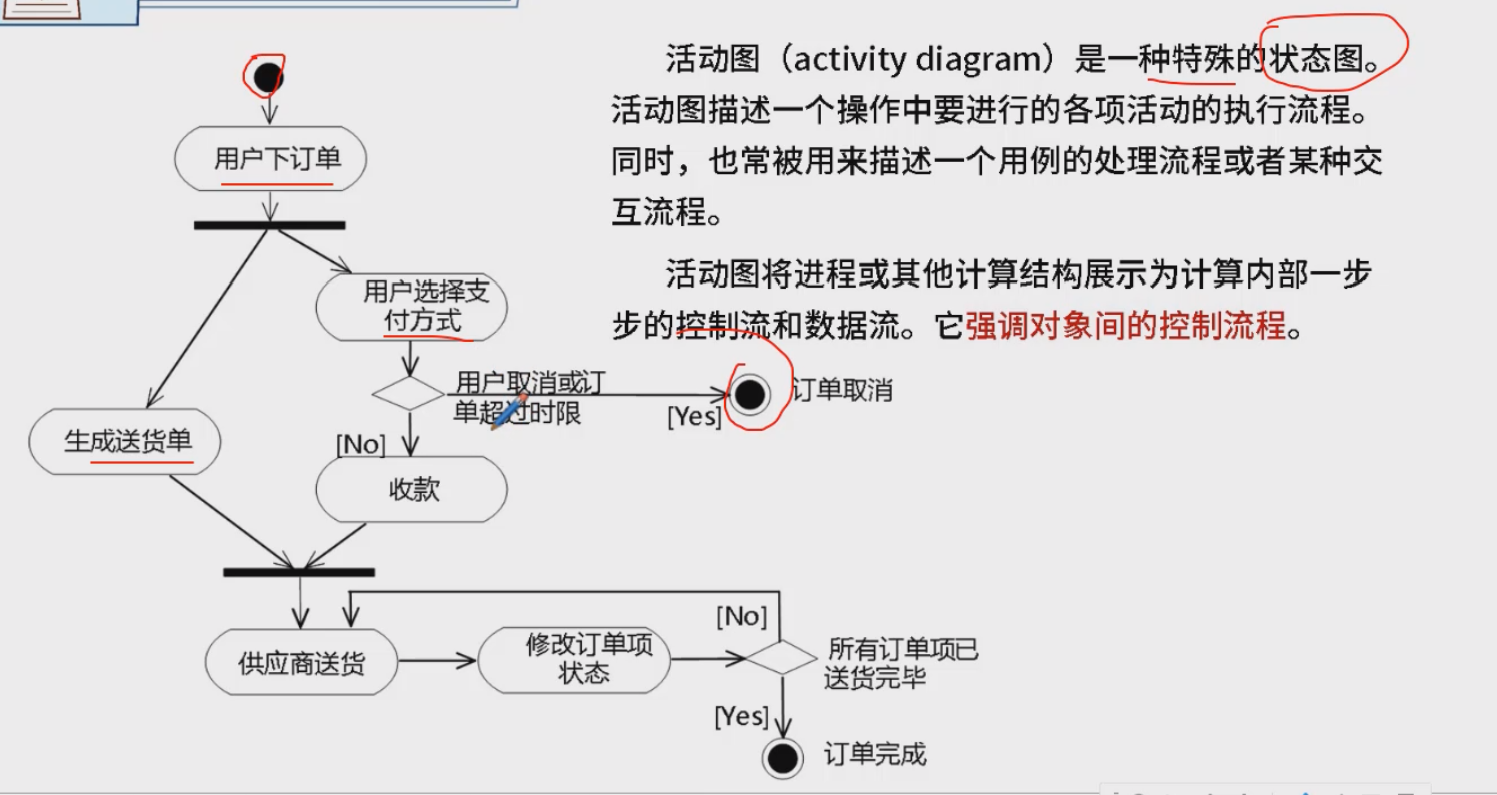 活动图（activity diagram）是一种特殊的状态图。
活动图描述一个操作中要进行的各项活动的执行流程。
同时，也常被用来描述一个用例的处理流程或者某种交
互流程。
活动图将进程或其他计算结构展示为计算内部一步
步的控制流和数据流。它强调对象间的控制流程。
用户下订单
用户选择支
付方式
用户取消或订
单超过时限
[Yes]
订单取消
[No]
生成送货单
收款
供应商送货
修改订单项
状态
[No]
所有订单项已
送货完毕
[Yes]
订单完成